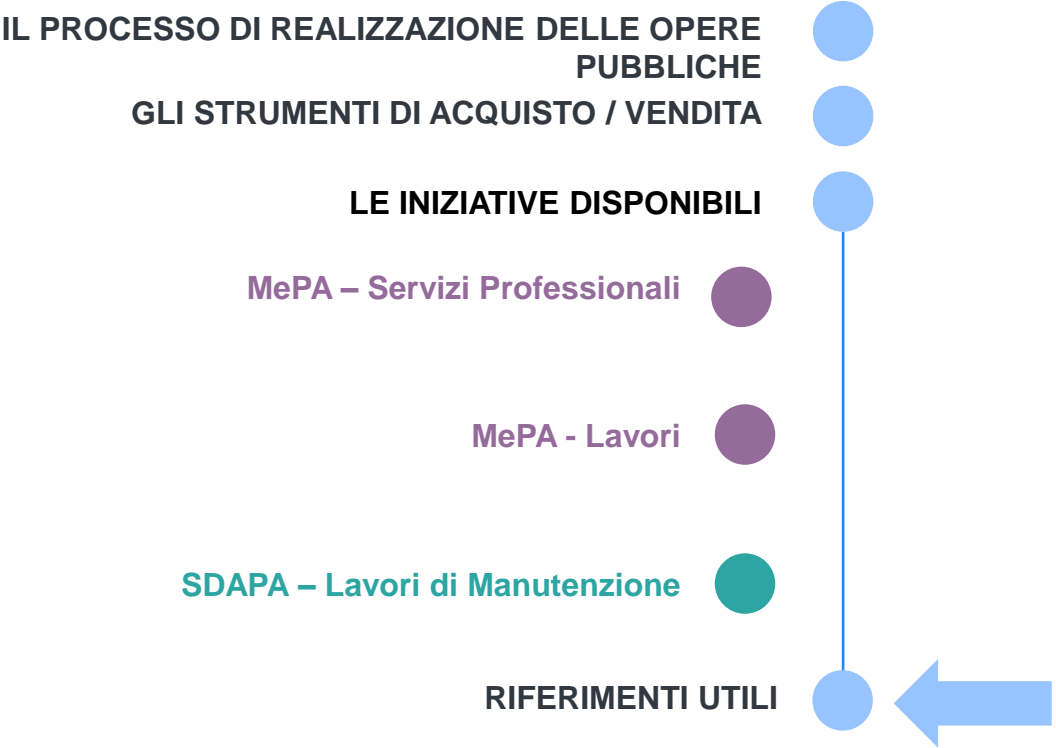 IL PROCESSO DI REALIZZAZIONE DELLE OPERE
PUBBLICHE
GLI STRUMENTI DI ACQUISTO / VENDITA
LE INIZIATIVE DISPONIBILI
MePA – Servizi Professionali
MePA - Lavori
SDAPA – Lavori di Manutenzione
RIFERIMENTI UTILI